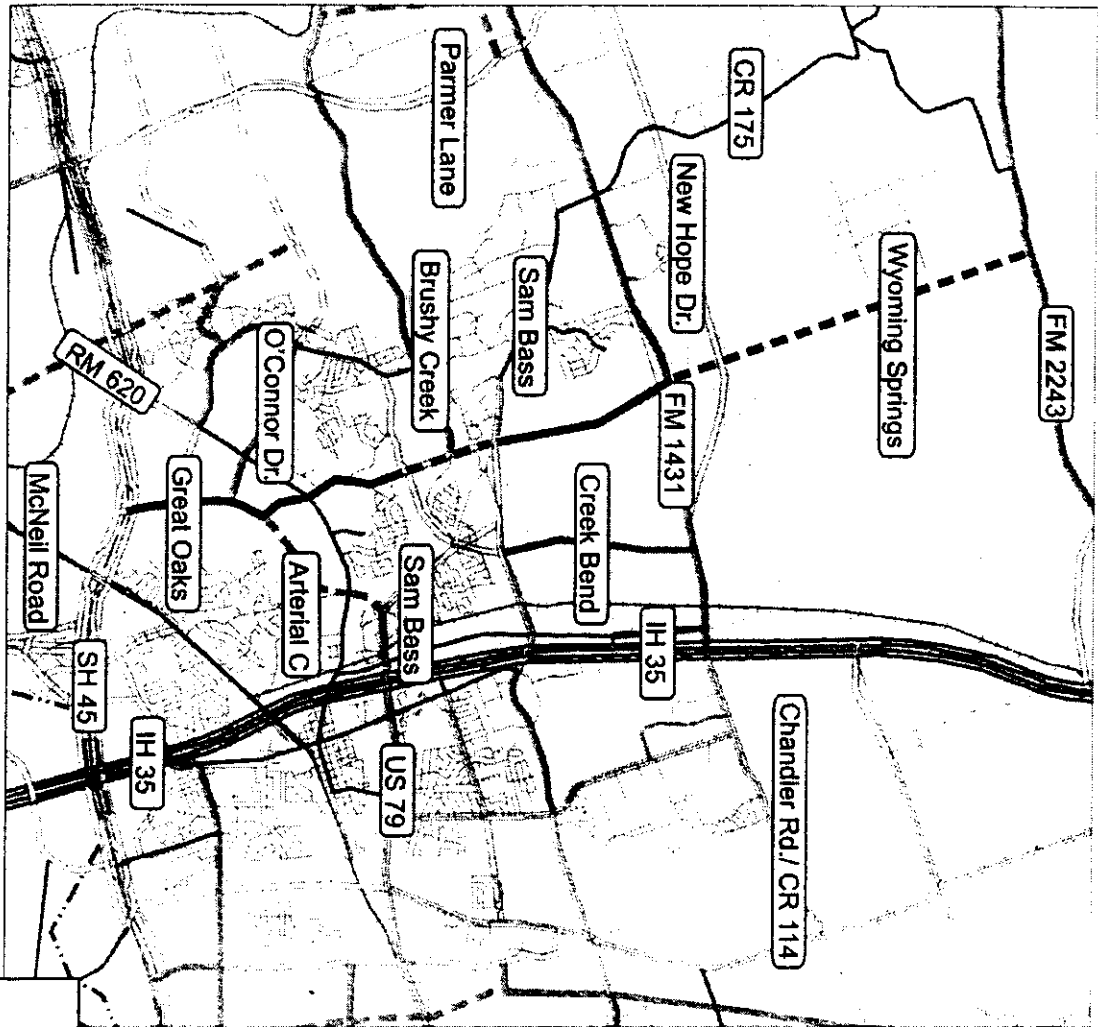 FM 2243
Wyoming Springs
CR 175
New Hope Dr.
FM 1431
Chandler Rd./ CR 114
Parmer Lane
Sam Bass
Creek Bend
IH 35
Brushy Creek
Sam Bass
US 79
O'Connor Dr.
Arterial C
RM 620
Great Oaks
IH 35
McNeil Road
SH 45